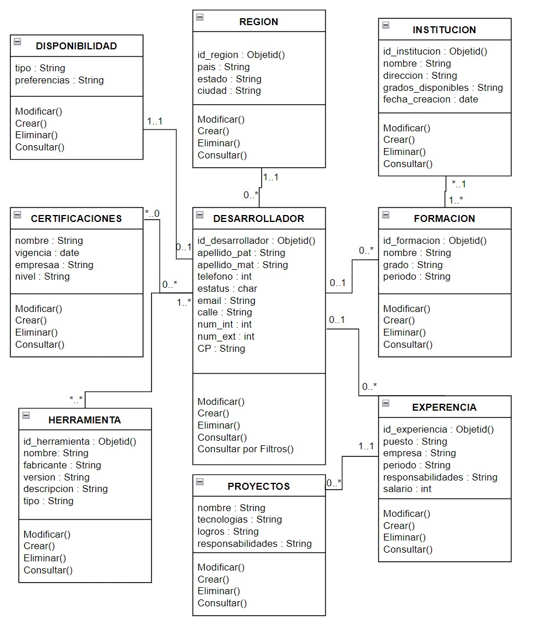 REGION
id_region : Objetid()
pais : String
estado : String
ciudad : String
Modificar()
Crear()
Eliminar()
Consultar()
INSTITUCION
id_institucion : Objetid()
nombre : String
direccion : String
grados_disponibles : String
fecha_creacion : date
Modificar()
Crear()
Eliminar()
Consultar()
DISPONIBILIDAD
tipo : String
preferencias : String
Modificar()
Crear()
Eliminar()
Consultar()
1..1
1..1
0..*
*..1
1..*
CERTIFICACIONES
nombre : String
vigencia : date
empresaa : String
nivel : String
Modificar()
Crear()
Eliminar()
Consultar()
*..0
0..1
0..*
1..*
DESARROLLADOR
id_desarrollador : Objetid()
apellido_pat : String
apellido_mat : String
telefono : int
estatus : char
email : String
calle : String
num_int : int
num_ext : int
CP : String
Modificar()
Crear()
Eliminar()
Consultar()
Consultar por Filtros()
0..*
0..1
0..1
0..*
FORMACION
id_formacion : Objetid()
nombre : String
grado : String
periodo : String
Modificar()
Crear()
Eliminar()
Consultar()
*..*
HERRAMIENTA
id_herramienta : Objetid()
nombre: String
fabricante : String
version : String
descripcion : String
tipo : String
Modificar()
Crear()
Eliminar()
Consultar()
EXPERENCIA
id_experiencia : Objetid()
puesto : String
empresa : String
periodo : String
responsabilidades : String
salario : int
Modificar()
Crear()
Eliminar()
Consultar()
1..1
0..*
PROYECTOS
nombre : String
tecnologias : String
logros : String
responsabilidades : String
Modificar()
Crear()
Eliminar()
Consultar()